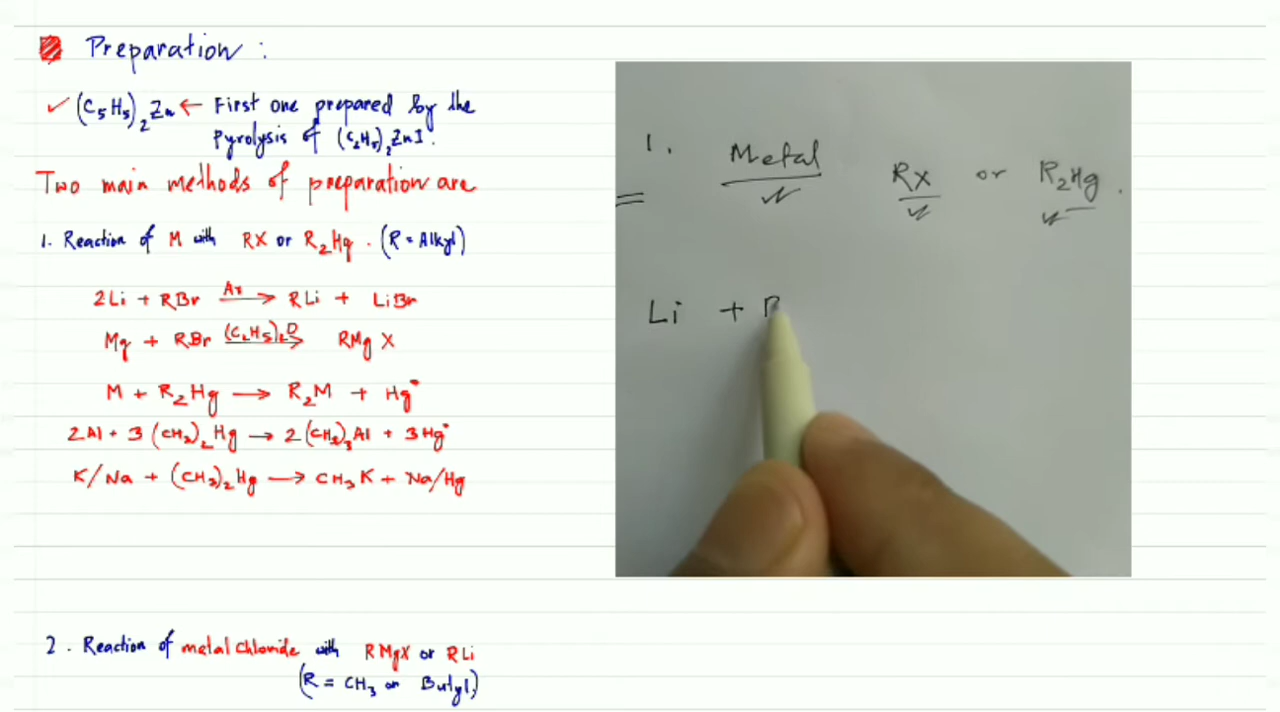 Preparation :
✓ (C5H5)2Zn ← First one prepared by the
Pyrolysis of (C2H5)2ZnI.
Two main methods of preparation are
1. Reaction of M with RX or R2Hg. (R = Alkyl)
2Li + RBr Ar→ RLi + LiBr
Mg + RBr (C2H5)2O→ RMgX
M + R2Hg → R2M + Hg°
2Al + 3(CH3)2Hg → 2(CH3)3Al + 3Hg°
K/Na + (CH3)2Hg → CH3K + Na/Hg
2. Reaction of metal chloride with RMgX or RLi
(R = CH3 or Butyl)
1. Metal RX or R2Hg.
Li +